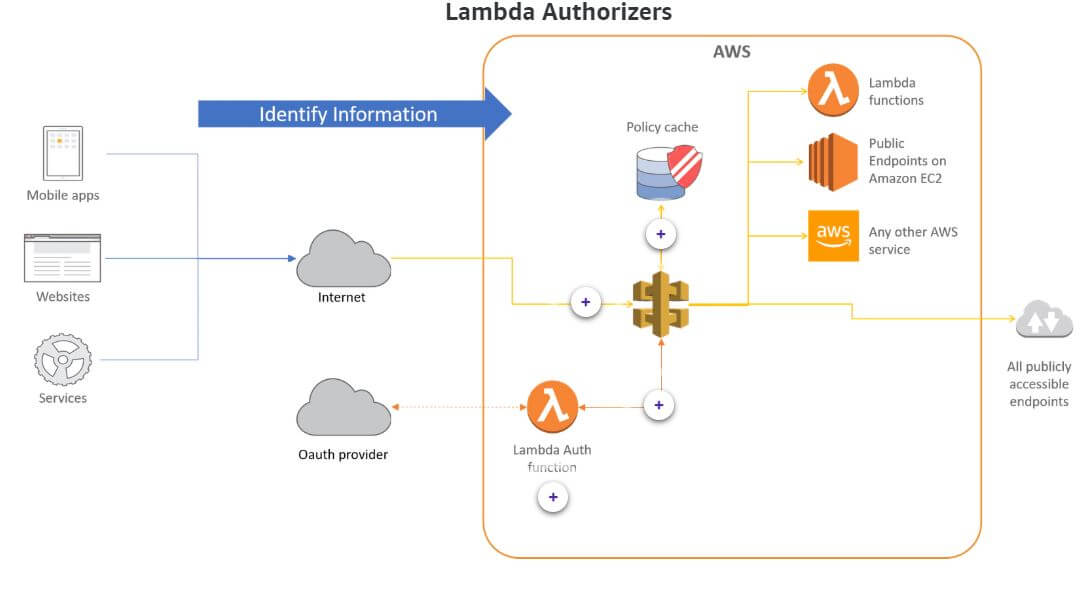 Lambda Authorizers
AWS
Identify Information
Lambda
functions
Policy cache
Public
Endpoints on
Amazon EC2
Mobile apps
aws
Any other AWS
service
+
Websites
Internet
+
All publicly
accessible
endpoints
Services
+
Oauth provider
Lambda Auth
function
+